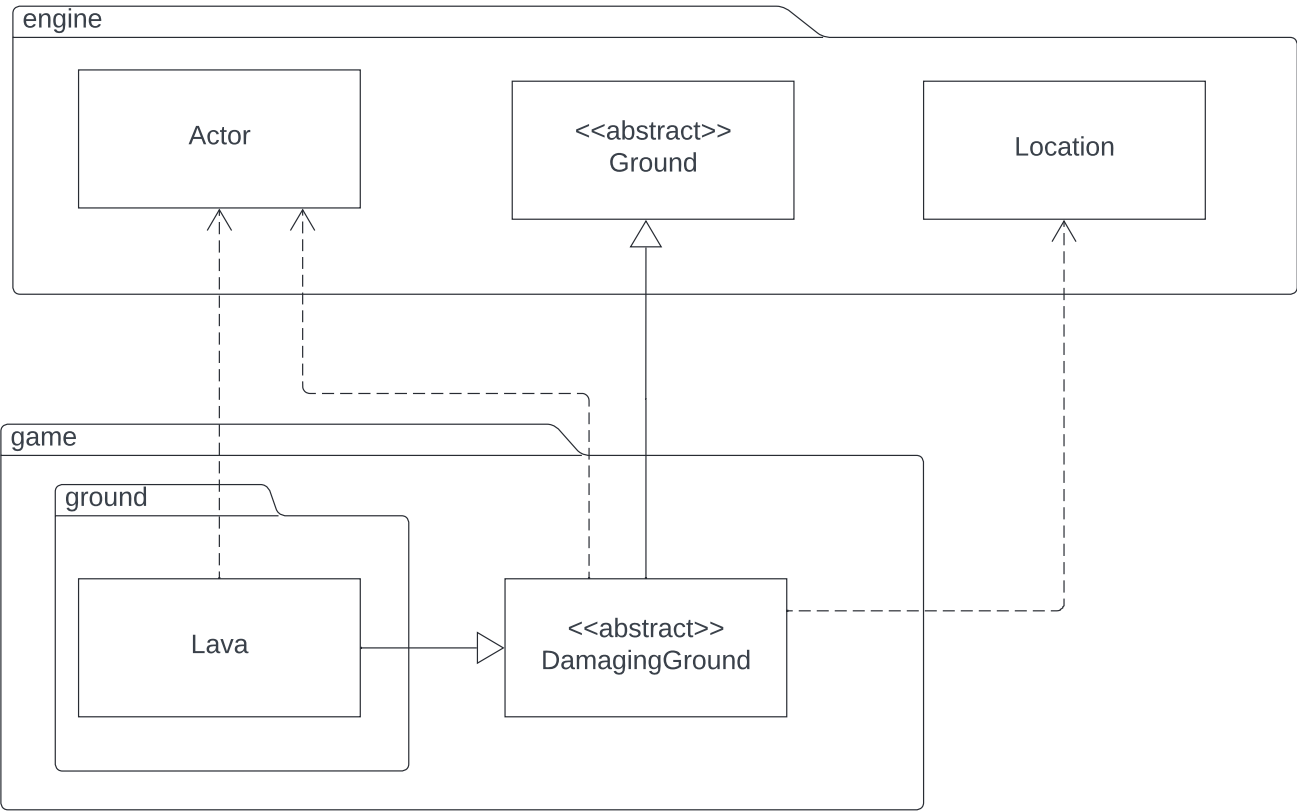 engine
Actor
<<abstract>>
Ground
Location
game
ground
Lava
<<abstract>>
DamagingGround